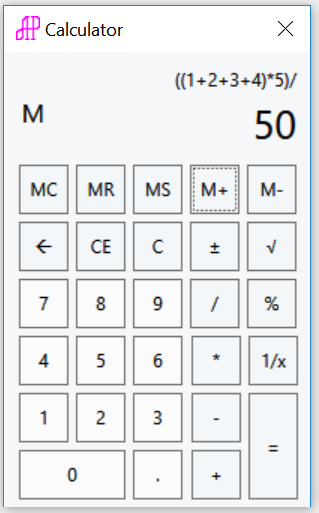 Calculator
((1+2+3+4)*5)/
M 50
MC MR MS M+ M-
← CE C ± √
7 8 9 / %
4 5 6 * 1/x
1 2 3 -
=
0 . +